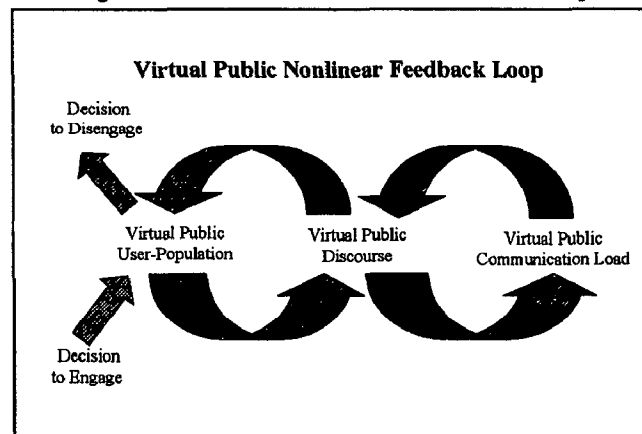 Virtual Public Nonlinear Feedback Loop
Decision
to Disengage
Virtual Public
User-Population
Virtual Public
Discourse
Virtual Public
Communication Load
Decision
to Engage